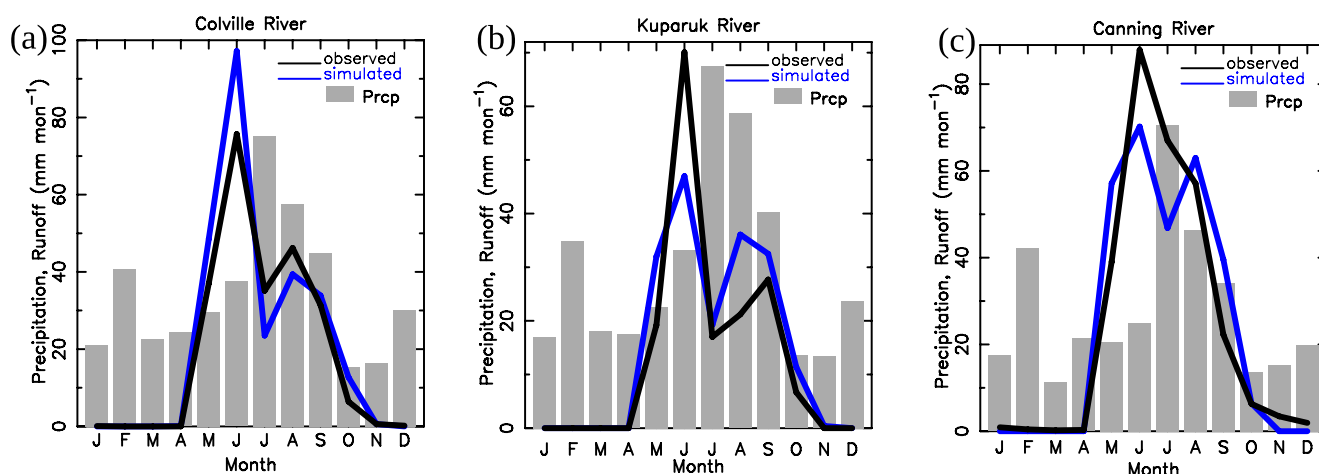 (a)
Colville River
Precipitation, Runoff (mm mon⁻¹)
100
80
60
40
20
0
observed
simulated
Prcp
J F M A M J J A S O N D
Month
(b)
Kuparuk River
Precipitation, Runoff (mm mon⁻¹)
60
40
20
0
observed
simulated
Prcp
J F M A M J J A S O N D
Month
(c)
Canning River
Precipitation, Runoff (mm mon⁻¹)
80
60
40
20
0
observed
simulated
Prcp
J F M A M J J A S O N D
Month